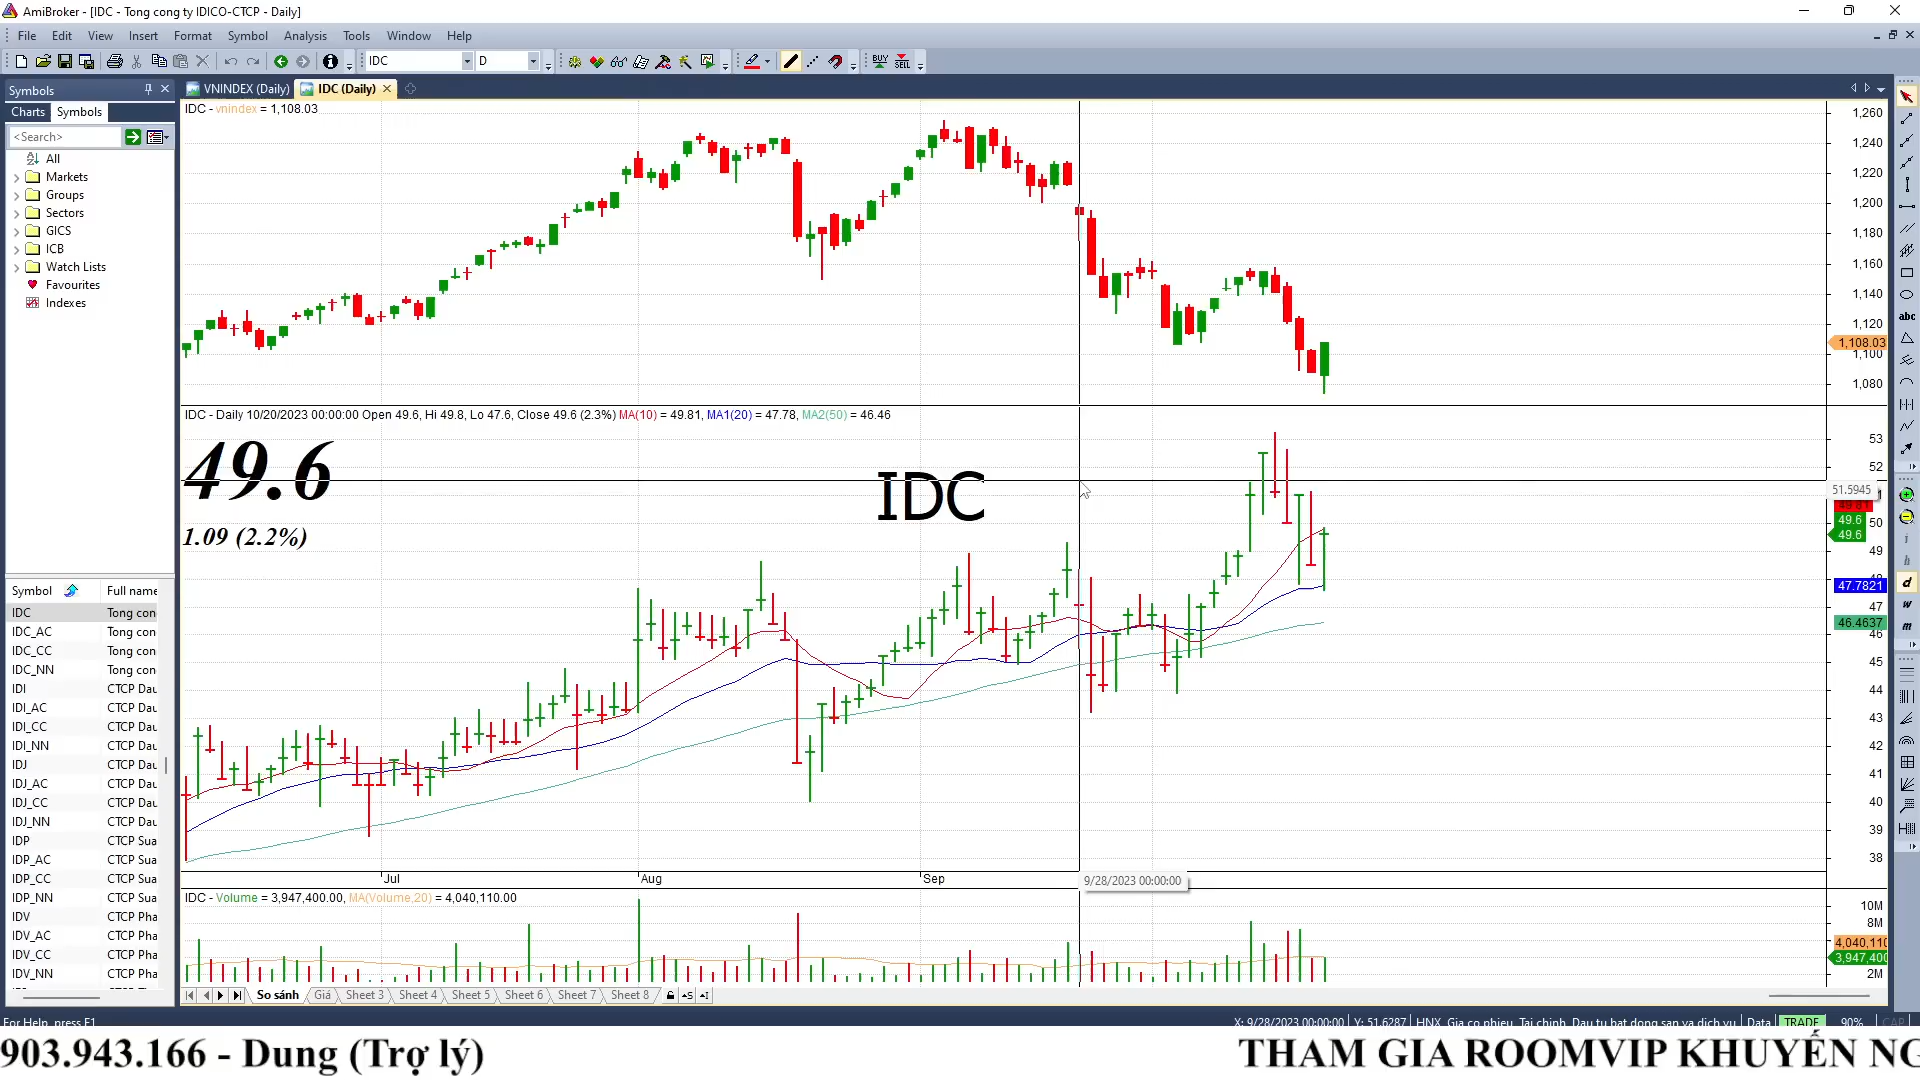 AmiBroker - [IDC - Tong cong ty IDICO-CTCP - Daily]
File Edit View Insert Format Symbol Analysis Tools Window Help
IDC D BUY SELL
Symbols
VNINDEX (Daily) IDC (Daily)
Charts Symbols
IDC - vnindex = 1,108.03
<Search>
All
Markets
Groups
Sectors
GICS
ICB
Watch Lists
Favourites
Indexes
1,260
1,240
1,220
1,200
1,180
1,160
1,140
1,120
1,108.03
1,100
1,080
abc
IDC - Daily 10/20/2023 00:00:00 Open 49.6, Hi 49.8, Lo 47.6, Close 49.6 (2.3%) MA(10) = 49.81, MA1(20) = 47.78, MA2(50) = 46.46
49.6
1.09 (2.2%)
IDC
53
52
51.5945
49.81
49.6
50
49.6
49
47.7821
47
46.4637
46
45
44
43
42
41
40
39
38
i
h
d
w
m
Symbol Full name
IDC Tong con
IDC_AC Tong con
IDC_CC Tong con
IDC_NN Tong con
IDI CTCP Dau
IDI_AC CTCP Dau
IDI_CC CTCP Dau
IDI_NN CTCP Dau
IDJ CTCP Dau
IDJ_AC CTCP Dau
IDJ_CC CTCP Dau
IDJ_NN CTCP Dau
IDP CTCP Sua
IDP_AC CTCP Sua
IDP_CC CTCP Sua
IDP_NN CTCP Sua
IDV CTCP Pha
IDV_AC CTCP Pha
IDV_CC CTCP Pha
IDV_NN CTCP Pha
Jul Aug Sep 9/28/2023 00:00:00
IDC - Volume = 3,947,400.00, MA(Volume,20) = 4,040,110.00
10M
8M
4,040,110
3,947,400
2M
So sánh Giá Sheet 3 Sheet 4 Sheet 5 Sheet 6 Sheet 7 Sheet 8
For Help, press F1
X: 9/28/2023 00:00:00 Y: 51.6287 HNX, Gia co phieu, Tai chinh, Dau tu bat dong san va dich vu Data TRADE 90% CAP
903.943.166 - Dung (Trợ lý) THAM GIA ROOMVIP KHUYẾN NG